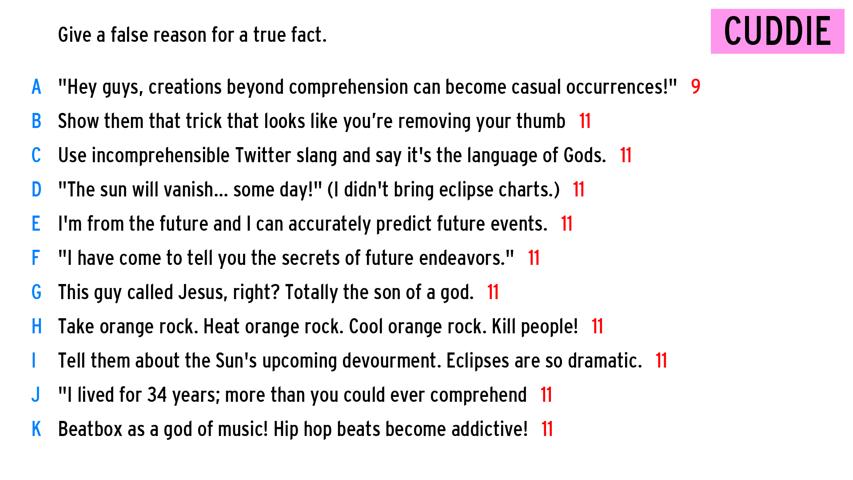 Give a false reason for a true fact.
CUDDIE
A "Hey guys, creations beyond comprehension can become casual occurrences!" 9
B Show them that trick that looks like you're removing your thumb 11
C Use incomprehensible Twitter slang and say it's the language of Gods. 11
D "The sun will vanish... some day!" (I didn't bring eclipse charts.) 11
E I'm from the future and I can accurately predict future events. 11
F "I have come to tell you the secrets of future endeavors." 11
G This guy called Jesus, right? Totally the son of a god. 11
H Take orange rock. Heat orange rock. Cool orange rock. Kill people! 11
I Tell them about the Sun's upcoming devourment. Eclipses are so dramatic. 11
J "I lived for 34 years; more than you could ever comprehend 11
K Beatbox as a god of music! Hip hop beats become addictive! 11